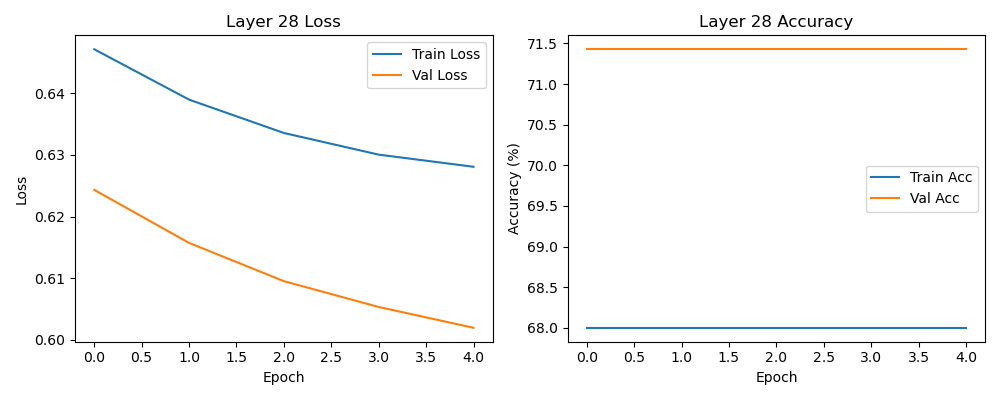 Layer 28 Loss
Train Loss
Val Loss
0.64
0.63
0.62
0.61
0.60
Loss
0.0 0.5 1.0 1.5 2.0 2.5 3.0 3.5 4.0
Epoch
Layer 28 Accuracy
71.5
71.0
70.5
70.0
69.5
69.0
68.5
68.0
Accuracy (%)
Train Acc
Val Acc
0.0 0.5 1.0 1.5 2.0 2.5 3.0 3.5 4.0
Epoch